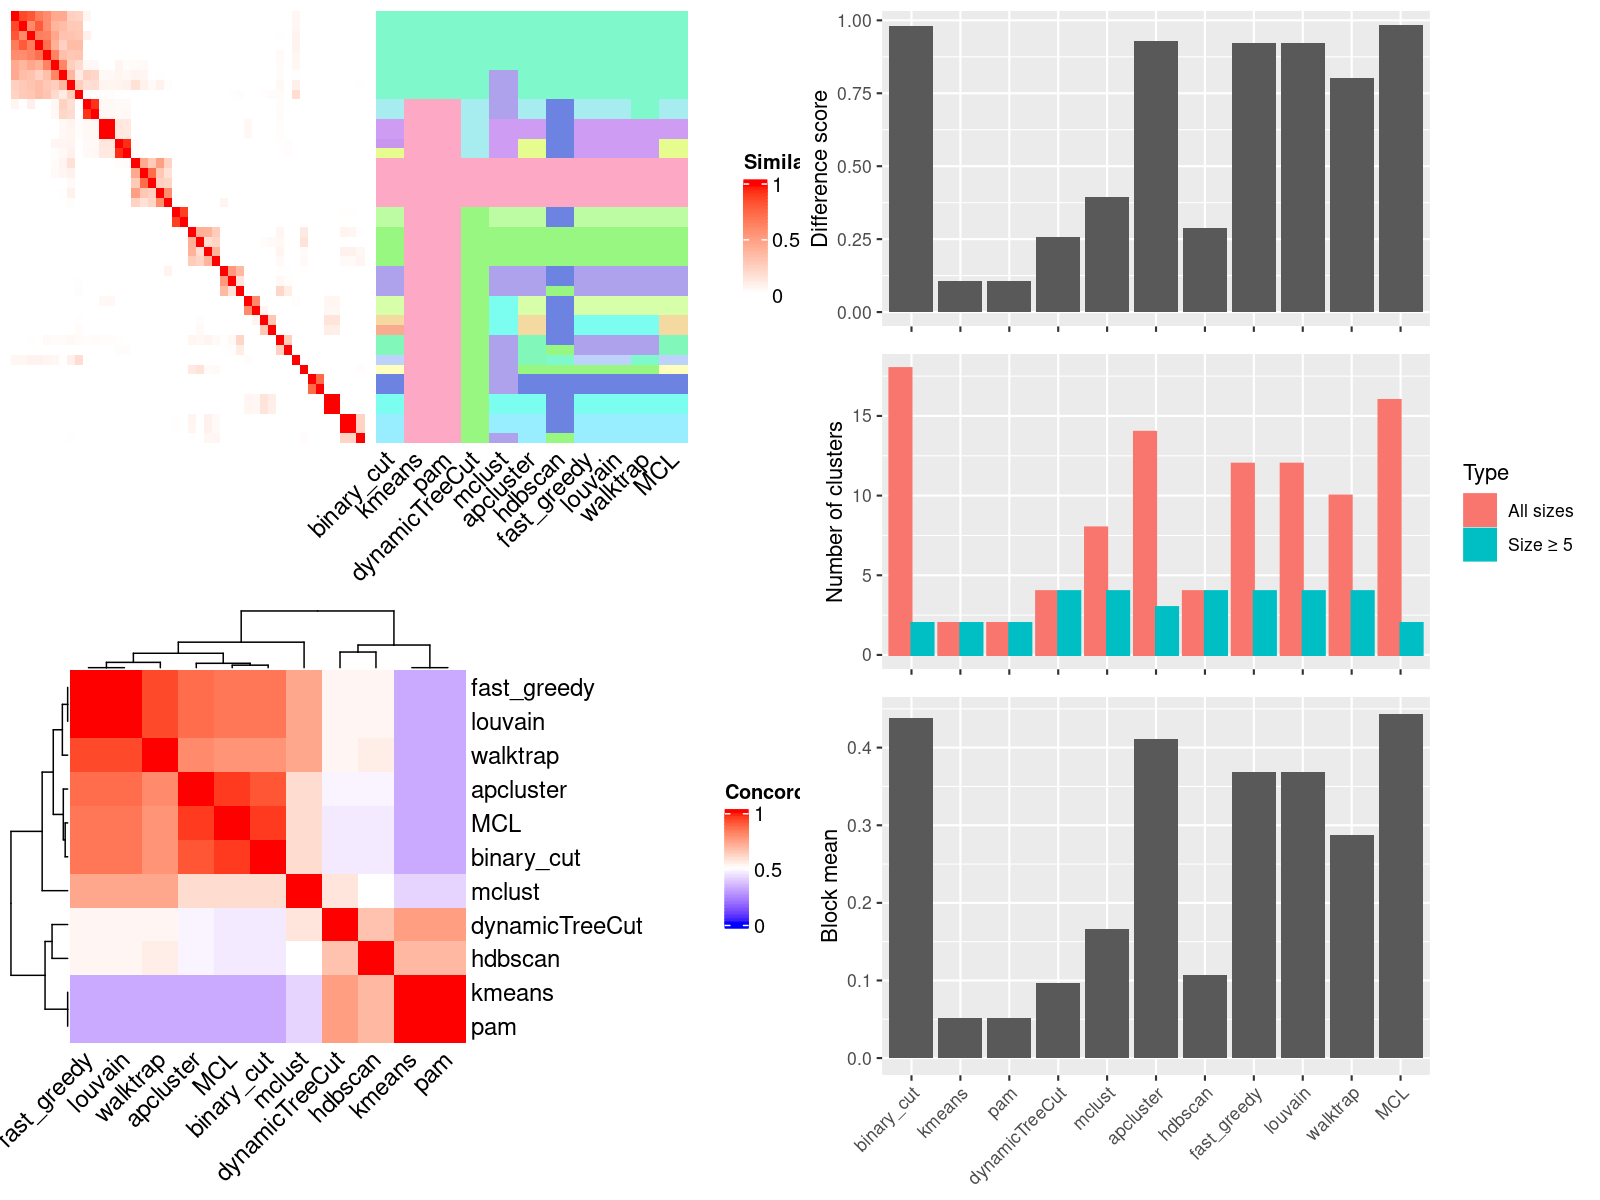 Simila
1
0.5
0
binary_cut
kmeans
pam
dynamicTreeCut
mclust
apcluster
hdbscan
fast_greedy
louvain
walktrap
MCL
Difference score
1.00
0.75
0.50
0.25
0.00
Number of clusters
15
10
5
0
Type
All sizes
Size ≥ 5
fast_greedy
louvain
walktrap
apcluster
MCL
binary_cut
mclust
dynamicTreeCut
hdbscan
kmeans
pam
fast_greedy
louvain
walktrap
apcluster
MCL
binary_cut
mclust
dynamicTreeCut
hdbscan
kmeans
pam
Concord
1
0.5
0
Block mean
0.4
0.3
0.2
0.1
0.0
binary_cut
kmeans
pam
dynamicTreeCut
mclust
apcluster
hdbscan
fast_greedy
louvain
walktrap
MCL